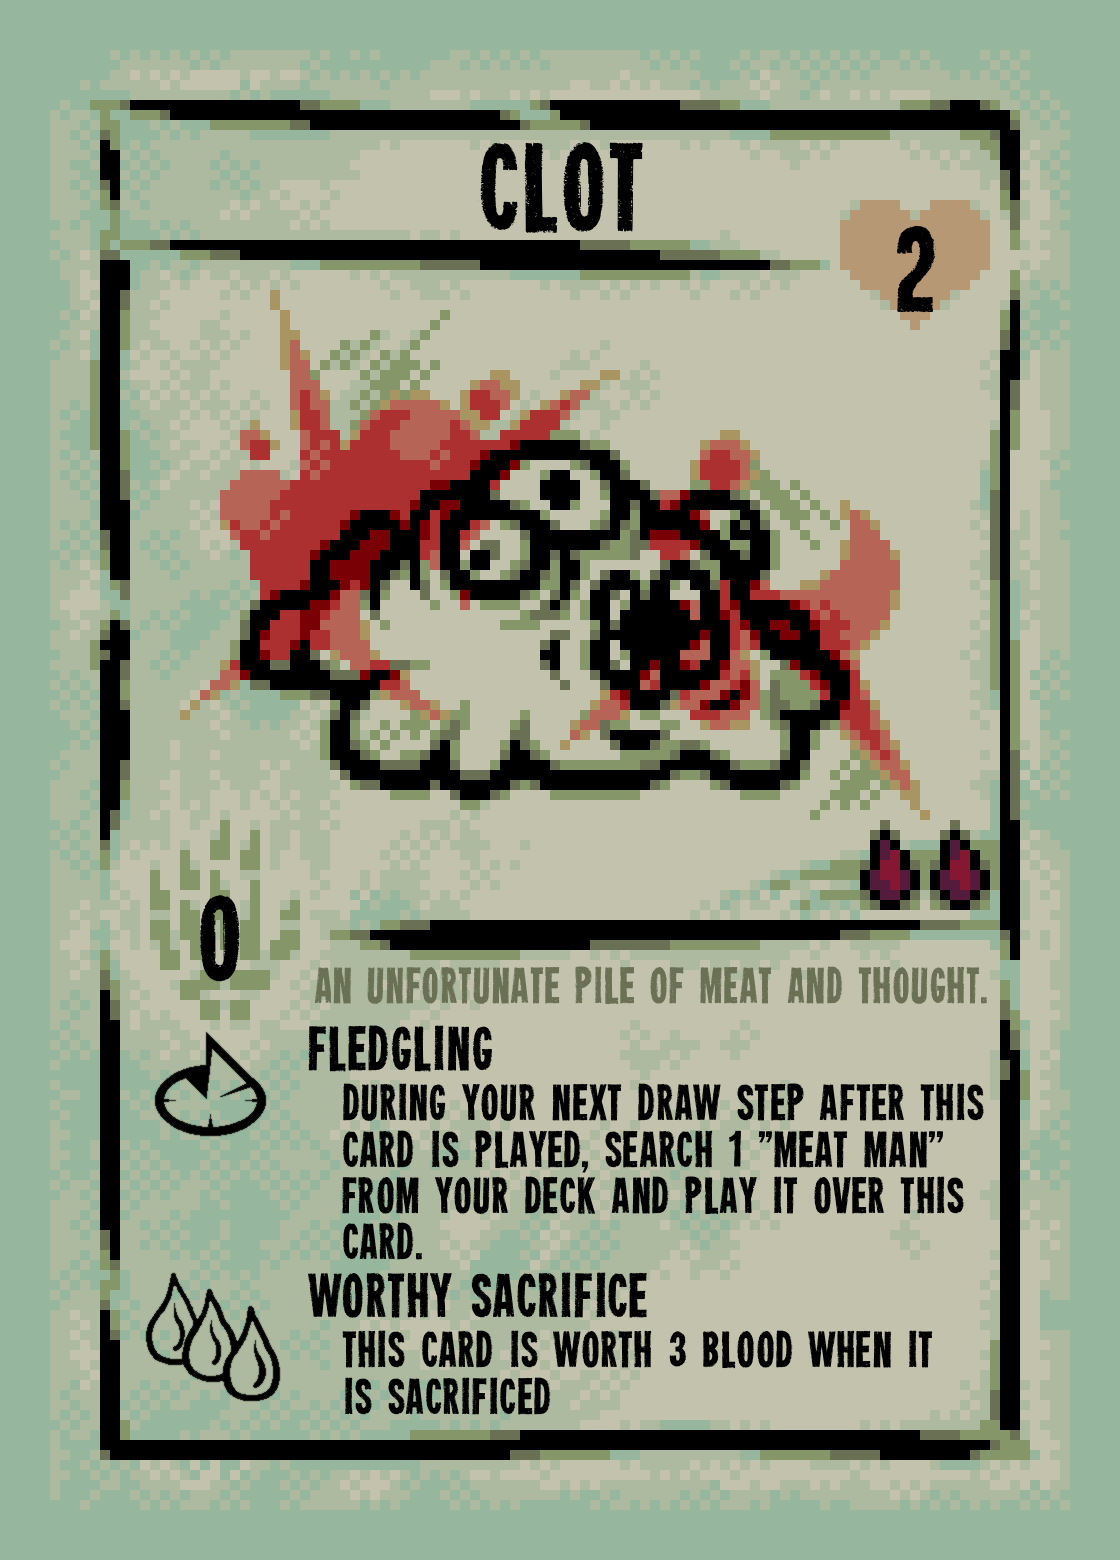 CLOT
2
0
AN UNFORTUNATE PILE OF MEAT AND THOUGHT.
FLEDGLING
DURING YOUR NEXT DRAW STEP AFTER THIS
CARD IS PLAYED, SEARCH 1 "MEAT MAN"
FROM YOUR DECK AND PLAY IT OVER THIS
CARD.
WORTHY SACRIFICE
THIS CARD IS WORTH 3 BLOOD WHEN IT
IS SACRIFICED